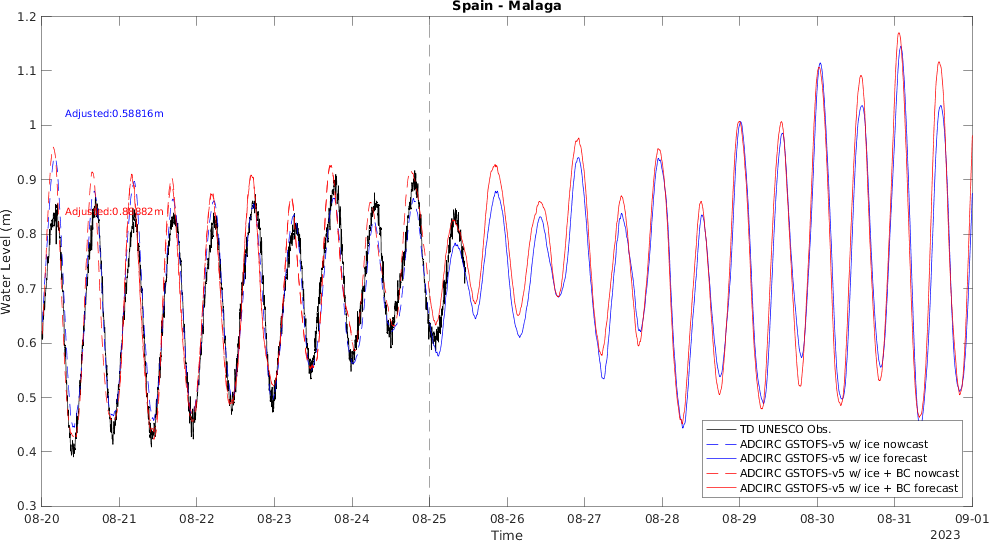 Spain - Malaga
1.2
1.1
1
0.9
0.8
0.7
0.6
0.5
0.4
0.3
Water Level (m)
Adjusted:0.58816m
TD UNESCO Obs.
ADCIRC GSTOFS-v5 w/ ice nowcast
ADCIRC GSTOFS-v5 w/ ice forecast
ADCIRC GSTOFS-v5 w/ ice + BC nowcast
ADCIRC GSTOFS-v5 w/ ice + BC forecast
08-20
08-21
08-22
08-23
08-24
08-25
08-26
08-27
08-28
08-29
08-30
08-31
09-01
Time
2023